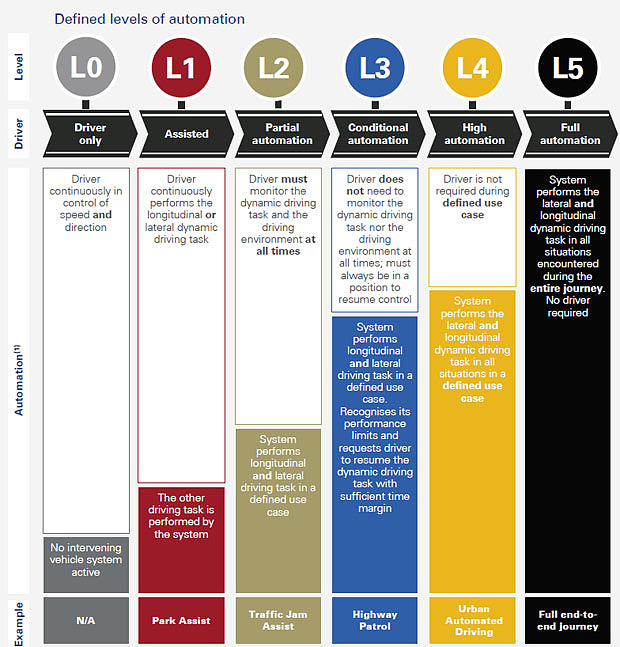 Defined levels of automation
Level
L0
L1
L2
L3
L4
L5
Driver
Driver
only
Assisted
Partial
automation
Conditional
automation
High
automation
Full
automation
Automation(1)
Driver
continuously in
control of
speed and
direction
No intervening
vehicle system
active
Driver
continuously
performs the
longitudinal or
lateral dynamic
driving task
The other
driving task is
performed by
the system
Driver must
monitor the
dynamic driving
task and the
driving
environment at
all times
System
performs
longitudinal
and lateral
driving task in a
defined use
case
Driver does
not need to
monitor the
dynamic driving
task nor the
driving
environment at
all times; must
always be in a
position to
resume control
System
performs
longitudinal
and lateral
driving task in a
defined use
case.
Recognises its
performance
limits and
requests driver
to resume the
dynamic driving
task with
sufficient time
margin
Driver is not
required during
defined use
case
System
performs the
lateral and
longitudinal
dynamic driving
task in all
situations in a
defined use
case
System
performs the
lateral and
longitudinal
dynamic driving
task in all
situations
encountered
during the
entire journey.
No driver
required
Example
N/A
Park Assist
Traffic Jam
Assist
Highway
Patrol
Urban
Automated
Driving
Full end-to-
end journey